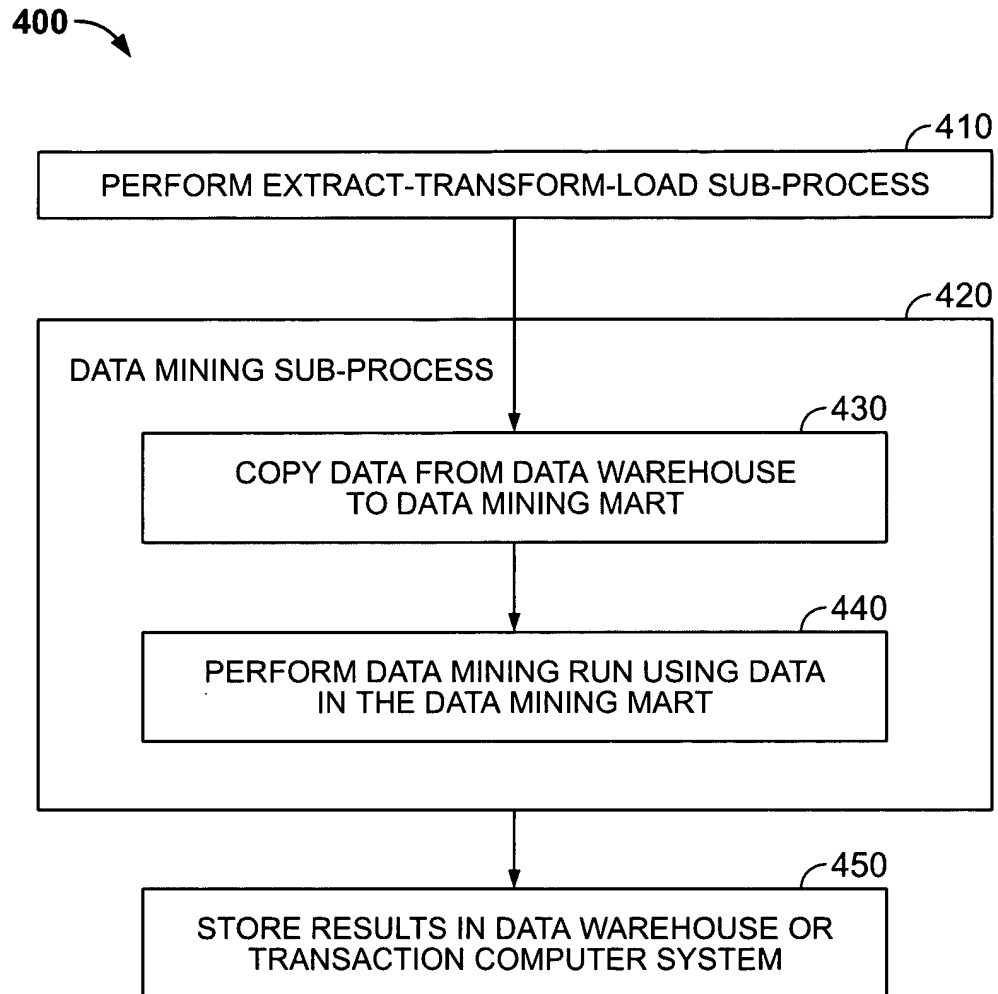 400
410
PERFORM EXTRACT-TRANSFORM-LOAD SUB-PROCESS
420
DATA MINING SUB-PROCESS
430
COPY DATA FROM DATA WAREHOUSE
TO DATA MINING MART
440
PERFORM DATA MINING RUN USING DATA
IN THE DATA MINING MART
450
STORE RESULTS IN DATA WAREHOUSE OR
TRANSACTION COMPUTER SYSTEM